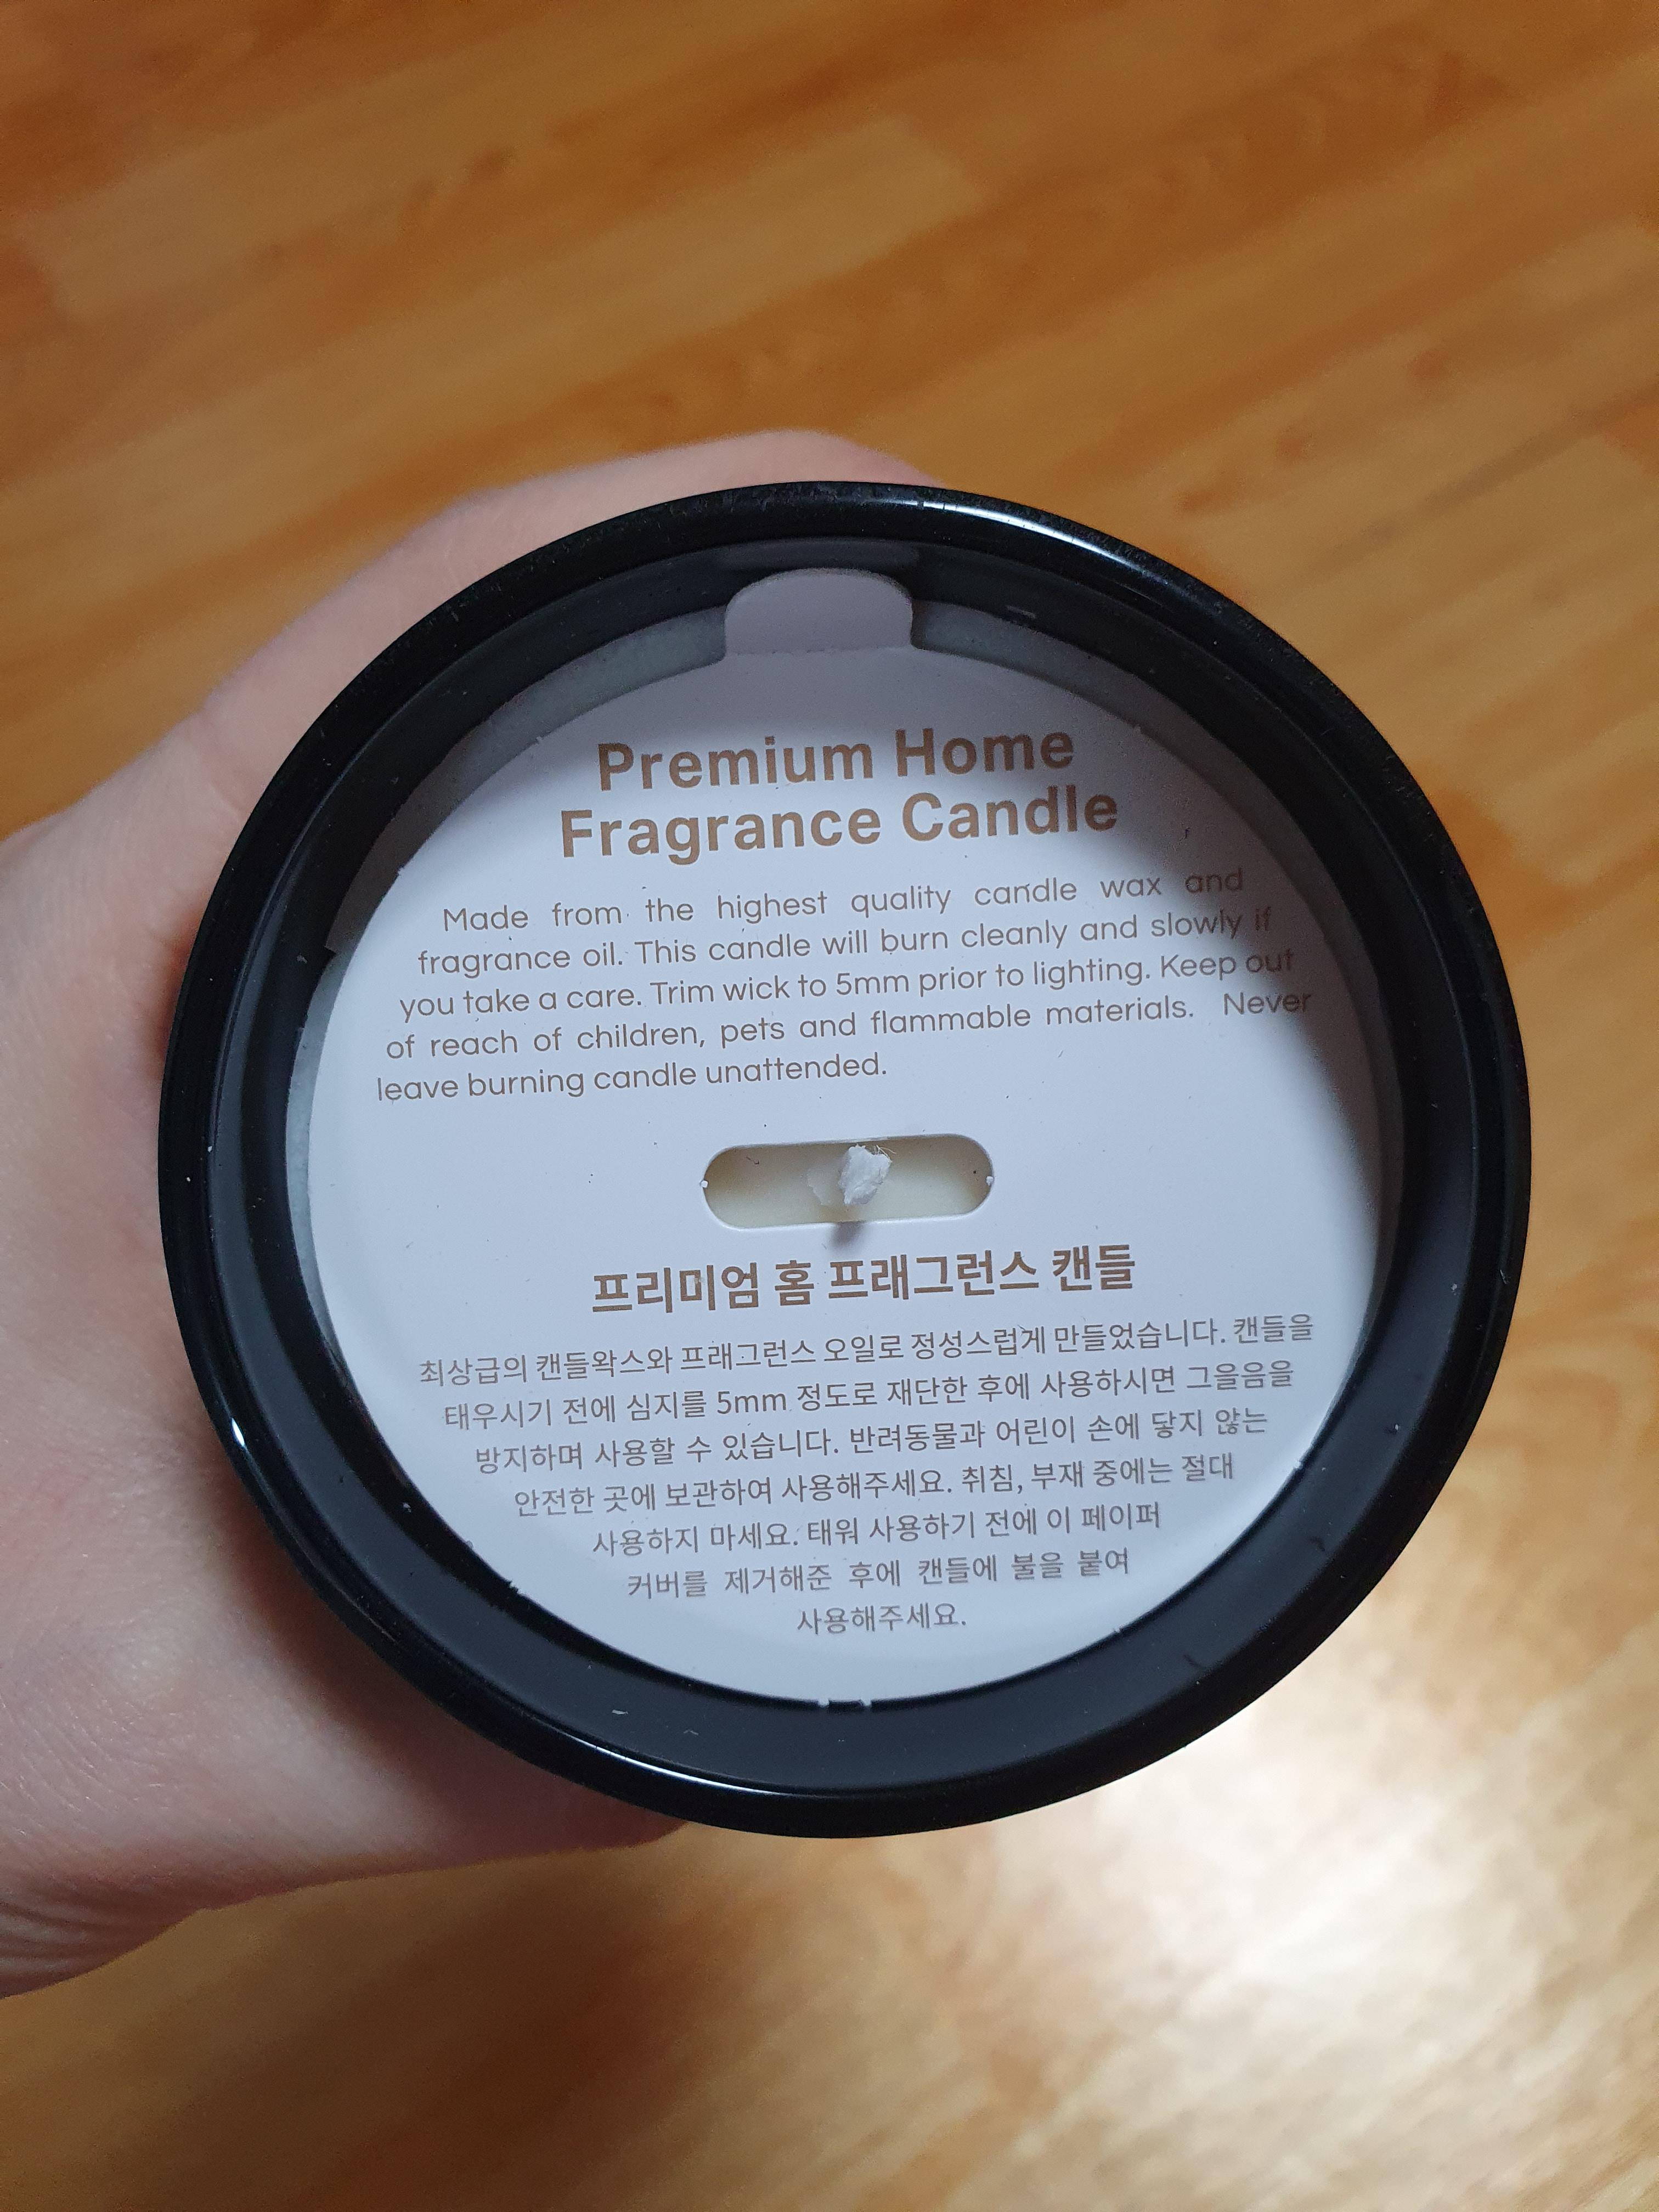 Premium Home
Fragrance Candle
Made from the highest quality candle wax and
fragrance oil. This candle will burn cleanly and slowly if
you take a care. Trim wick to 5mm prior to lighting. Keep out
of reach of children, pets and flammable materials. Never
leave burning candle unattended.
프리미엄 홈 프래그런스 캔들
최상급의 캔들왁스와 프래그런스 오일로 정성스럽게 만들었습니다. 캔들을
태우시기 전에 심지를 5mm 정도로 재단한 후에 사용하시면 그을음을
방지하며 사용할 수 있습니다. 반려동물과 어린이 손에 닿지 않는
안전한 곳에 보관하여 사용해주세요. 취침, 부재 중에는 절대
사용하지 마세요. 태워 사용하기 전에 이 페이퍼
커버를 제거해준 후에 캔들에 불을 붙여
사용해주세요.